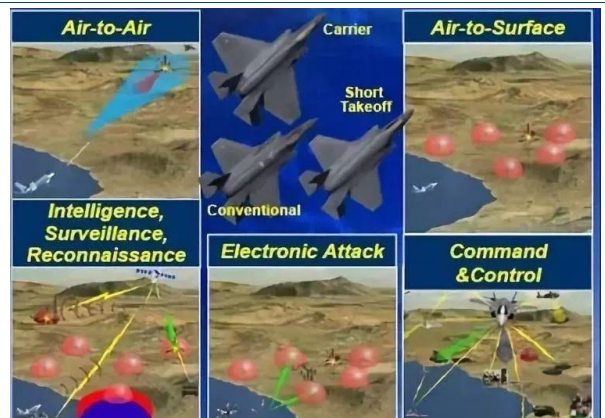 Air-to-Air
Carrier
Short
Takeoff
Conventional
Air-to-Surface
Intelligence,
Surveillance,
Reconnaissance
Electronic Attack
Command
&Control